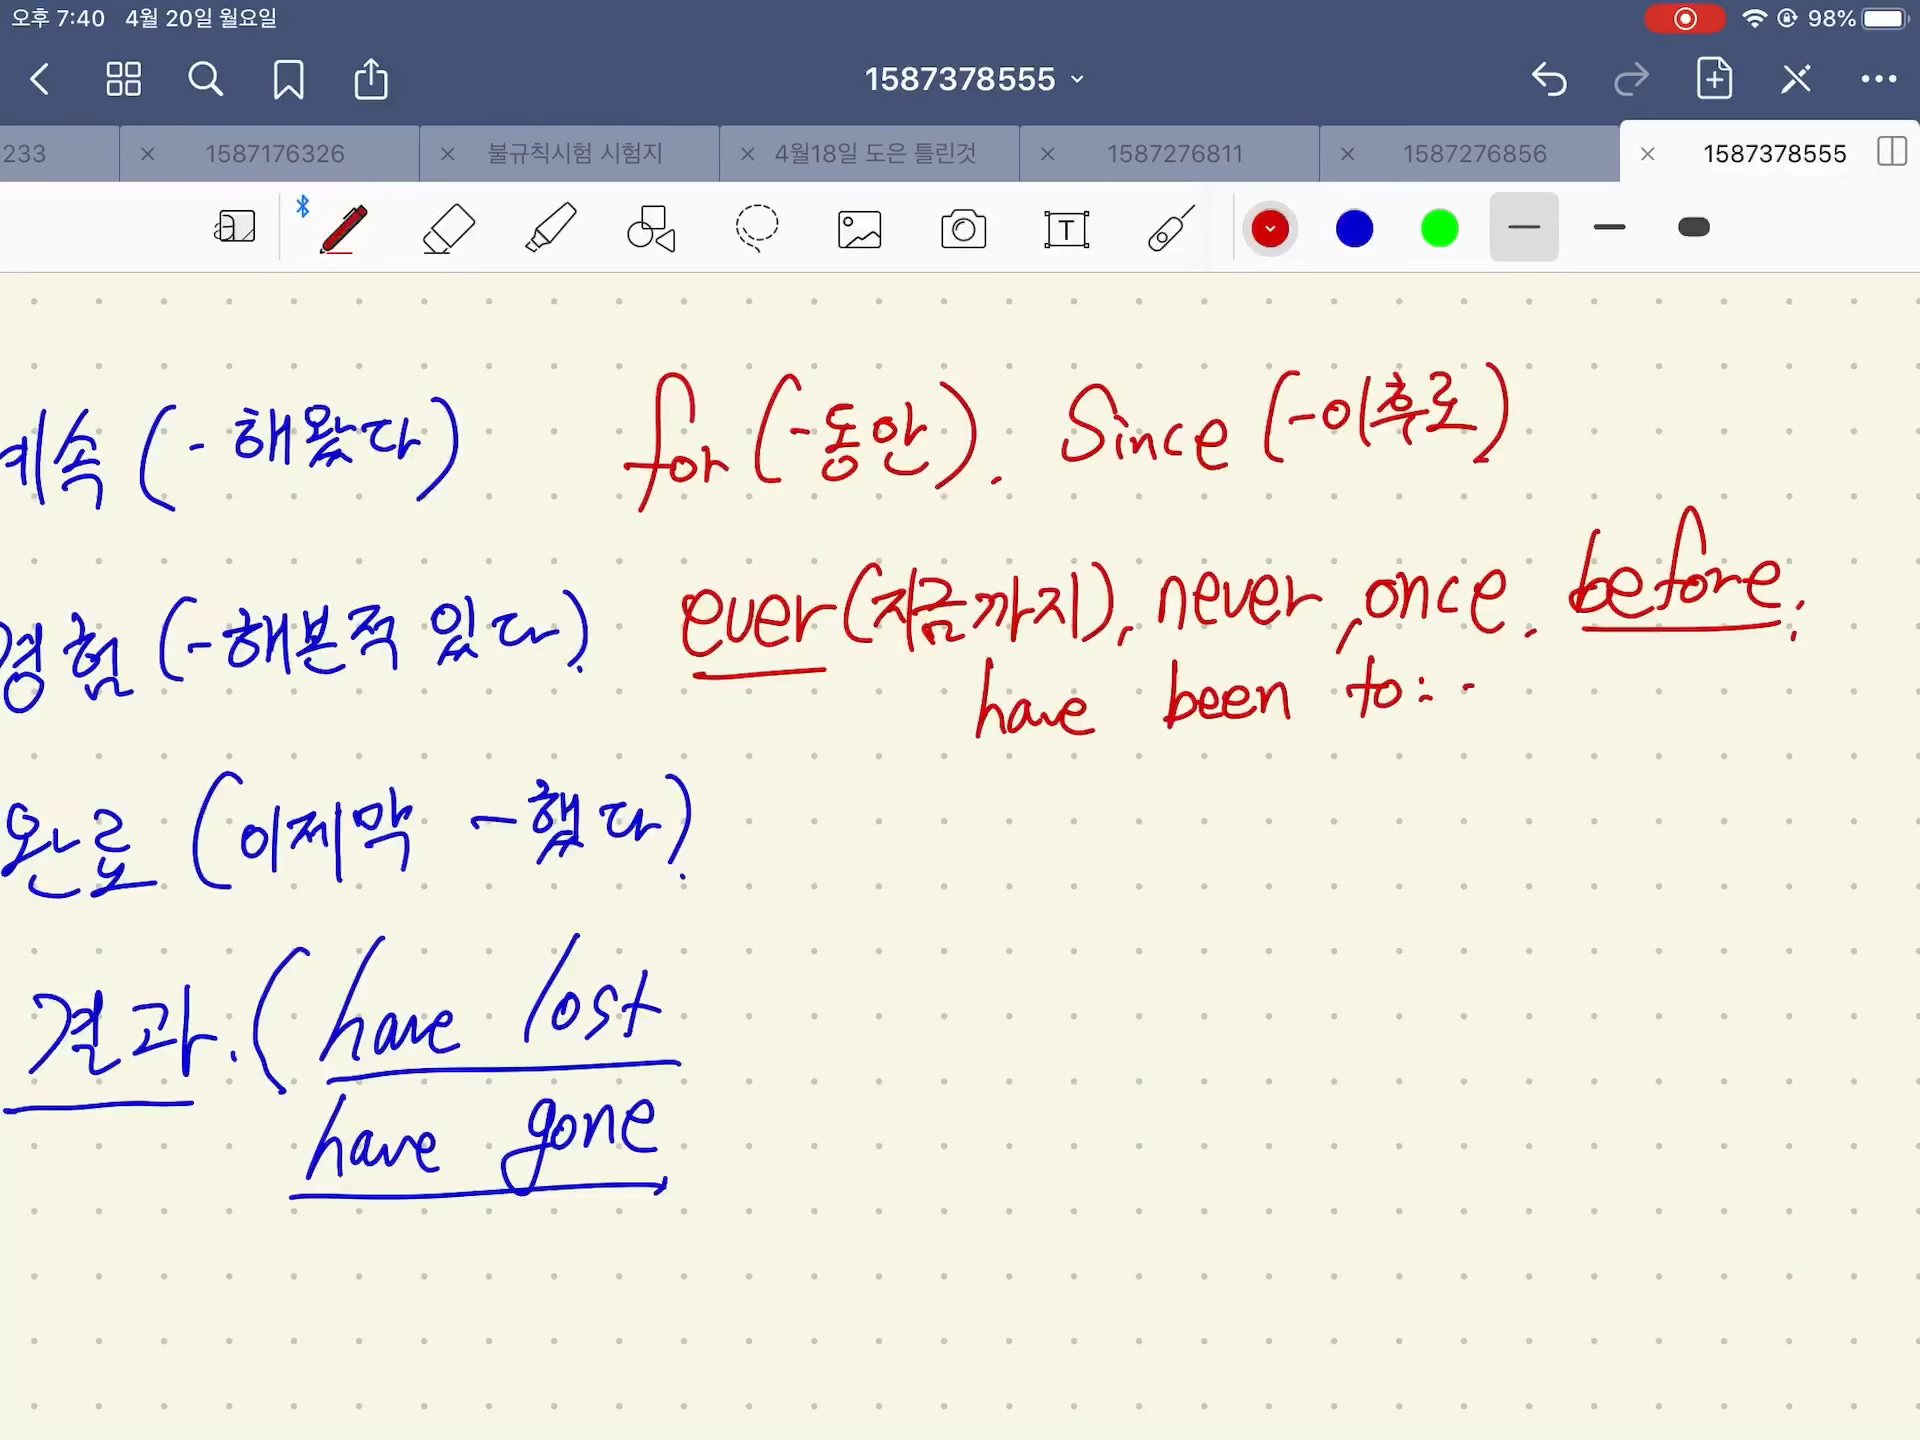 오후 7:40 4월 20일 월요일 98%
1587378555
233 1587176326 불규칙시험 시험지 4월18일 도은 틀린것 1587276811 1587276856 1587378555
계속 (-해왔다) for (-동안). Since (-이후로)
경험 (-해본적 있다). ever (지금까지), never, once. before.
have been to...
완료 (이제막 -했다).
결과. (have lost
have gone